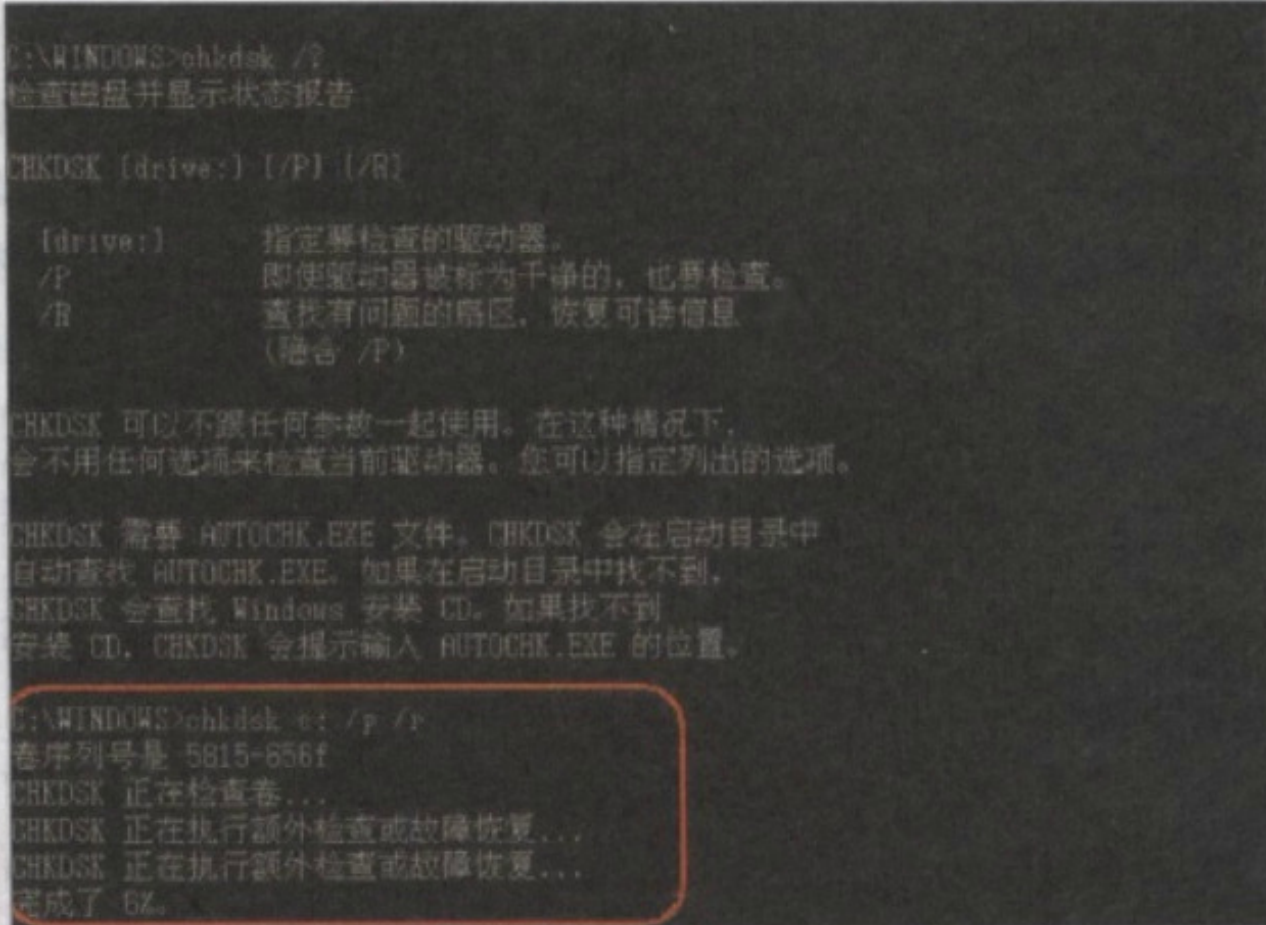 C:\WINDOWS>chkdsk /?
检查磁盘并显示状态报告
CHKDSK [drive:] [/P] [/R]
[drive:] 指定要检查的驱动器。
/P 即使驱动器被标为干净的，也要检查。
/R 查找有问题的扇区，恢复可读信息
(隐含 /P)
CHKDSK 可以不跟任何参数一起使用。在这种情况下，
会不用任何选项来检查当前驱动器。您可以指定列出的选项。
CHKDSK 需要 AUTOCHK.EXE 文件。CHKDSK 会在启动目录中
自动查找 AUTOCHK.EXE。如果在启动目录中找不到，
CHKDSK 会查找 Windows 安装 CD。如果找不到
安装 CD，CHKDSK 会提示输入 AUTOCHK.EXE 的位置。
C:\WINDOWS>chkdsk e: /p /r
卷序列号是 5815-656f
CHKDSK 正在检查卷...
CHKDSK 正在执行额外检查或故障恢复...
CHKDSK 正在执行额外检查或故障恢复...
完成了 6%。